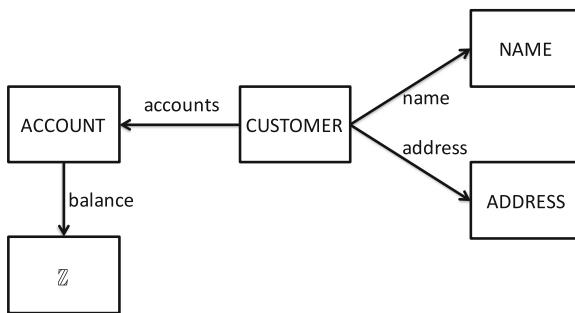 NAME
accounts
name
ACCOUNT
CUSTOMER
address
balance
ADDRESS
ℤ